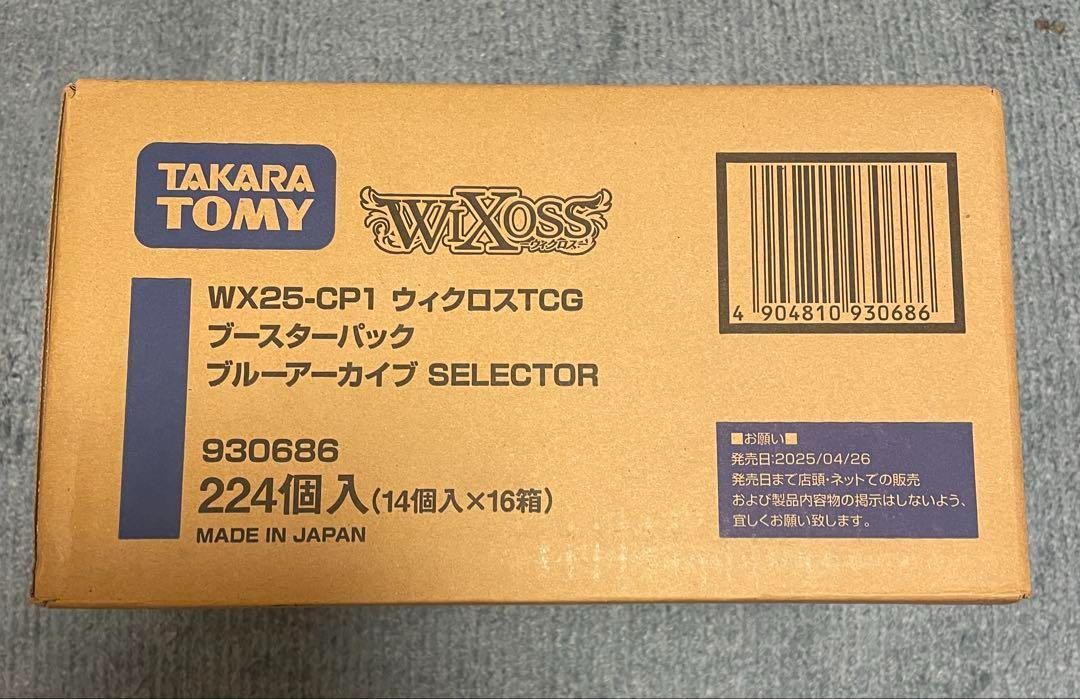 TAKARA
TOMY
WIXOSS
ウィクロス
WX25-CP1 ウィクロスTCG
ブースターパック
ブルーアーカイブ SELECTOR
930686
224個入(14個入×16箱)
MADE IN JAPAN
4 904810 930686
■お願い■
発売日:2025/04/26
発売日まで店頭・ネットでの販売
および製品内容物の掲示はしないよう、
宜しくお願い致します。